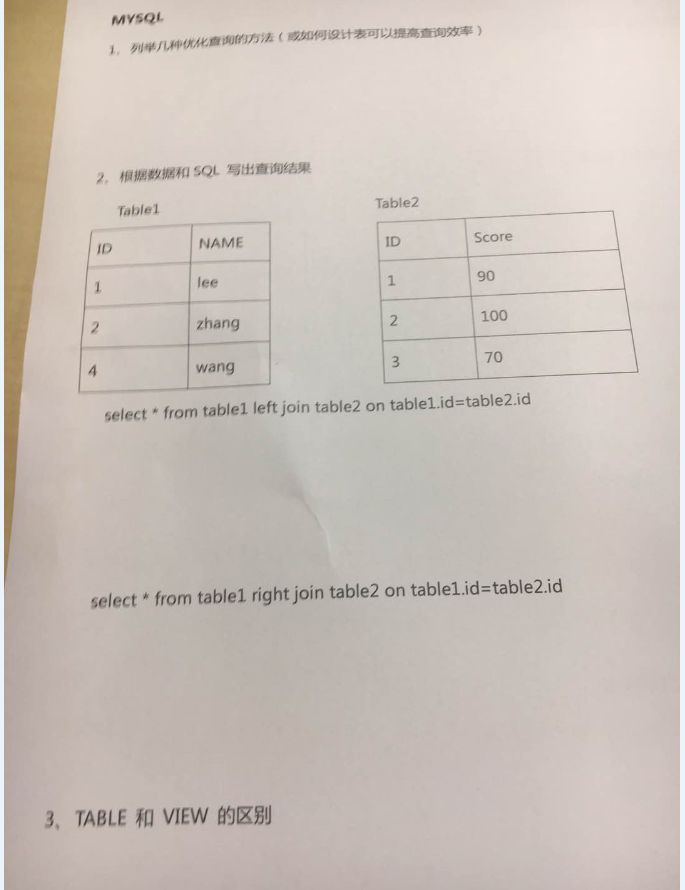 MYSQL
1、列举几种优化查询的方法（或如何设计表可以提高查询效率）
2、根据数据和 SQL 写出查询结果
Table1
ID NAME
1 lee
2 zhang
4 wang
Table2
ID Score
1 90
2 100
3 70
select * from table1 left join table2 on table1.id=table2.id
select * from table1 right join table2 on table1.id=table2.id
3、TABLE 和 VIEW 的区别